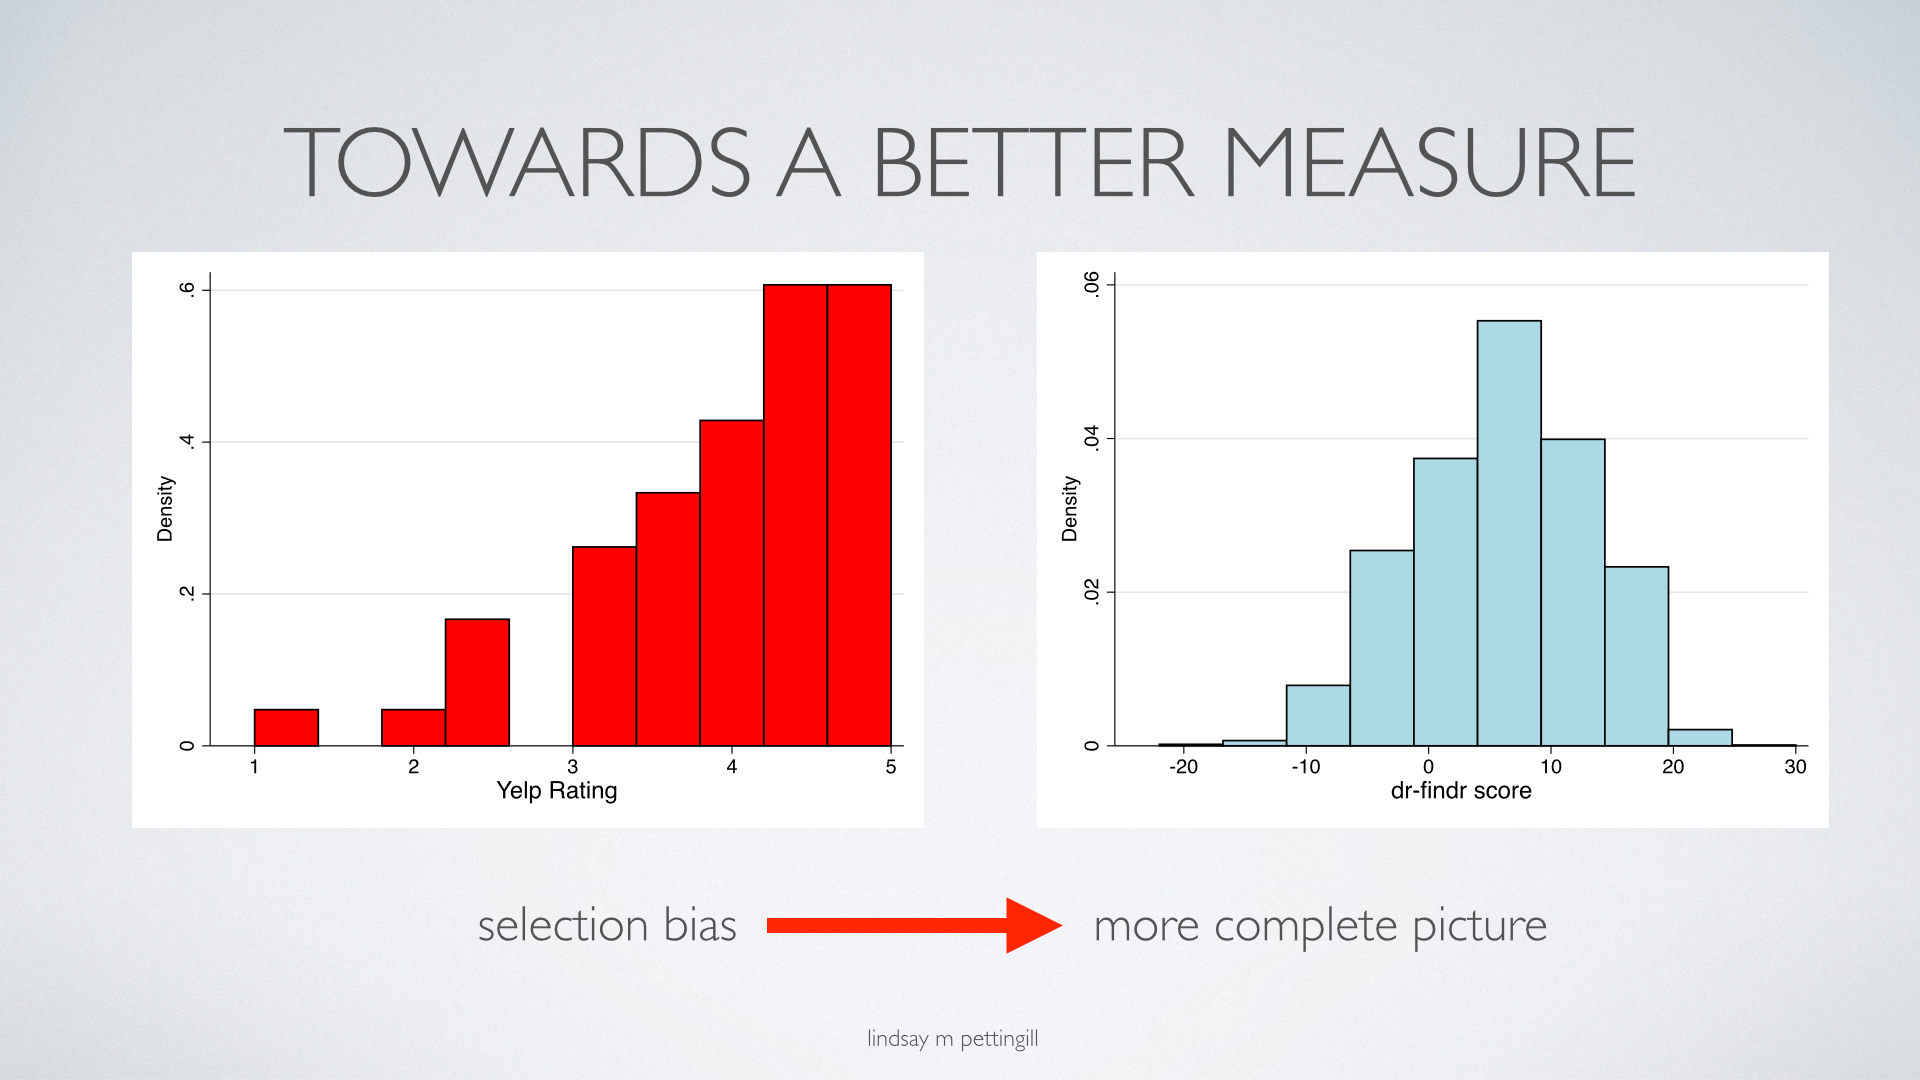 TOWARDS A BETTER MEASURE
.6
.4
.2
0
Density
1 2 3 4 5
Yelp Rating
.06
.04
.02
0
Density
-20 -10 0 10 20 30
dr-findr score
selection bias
more complete picture
lindsay m pettingill